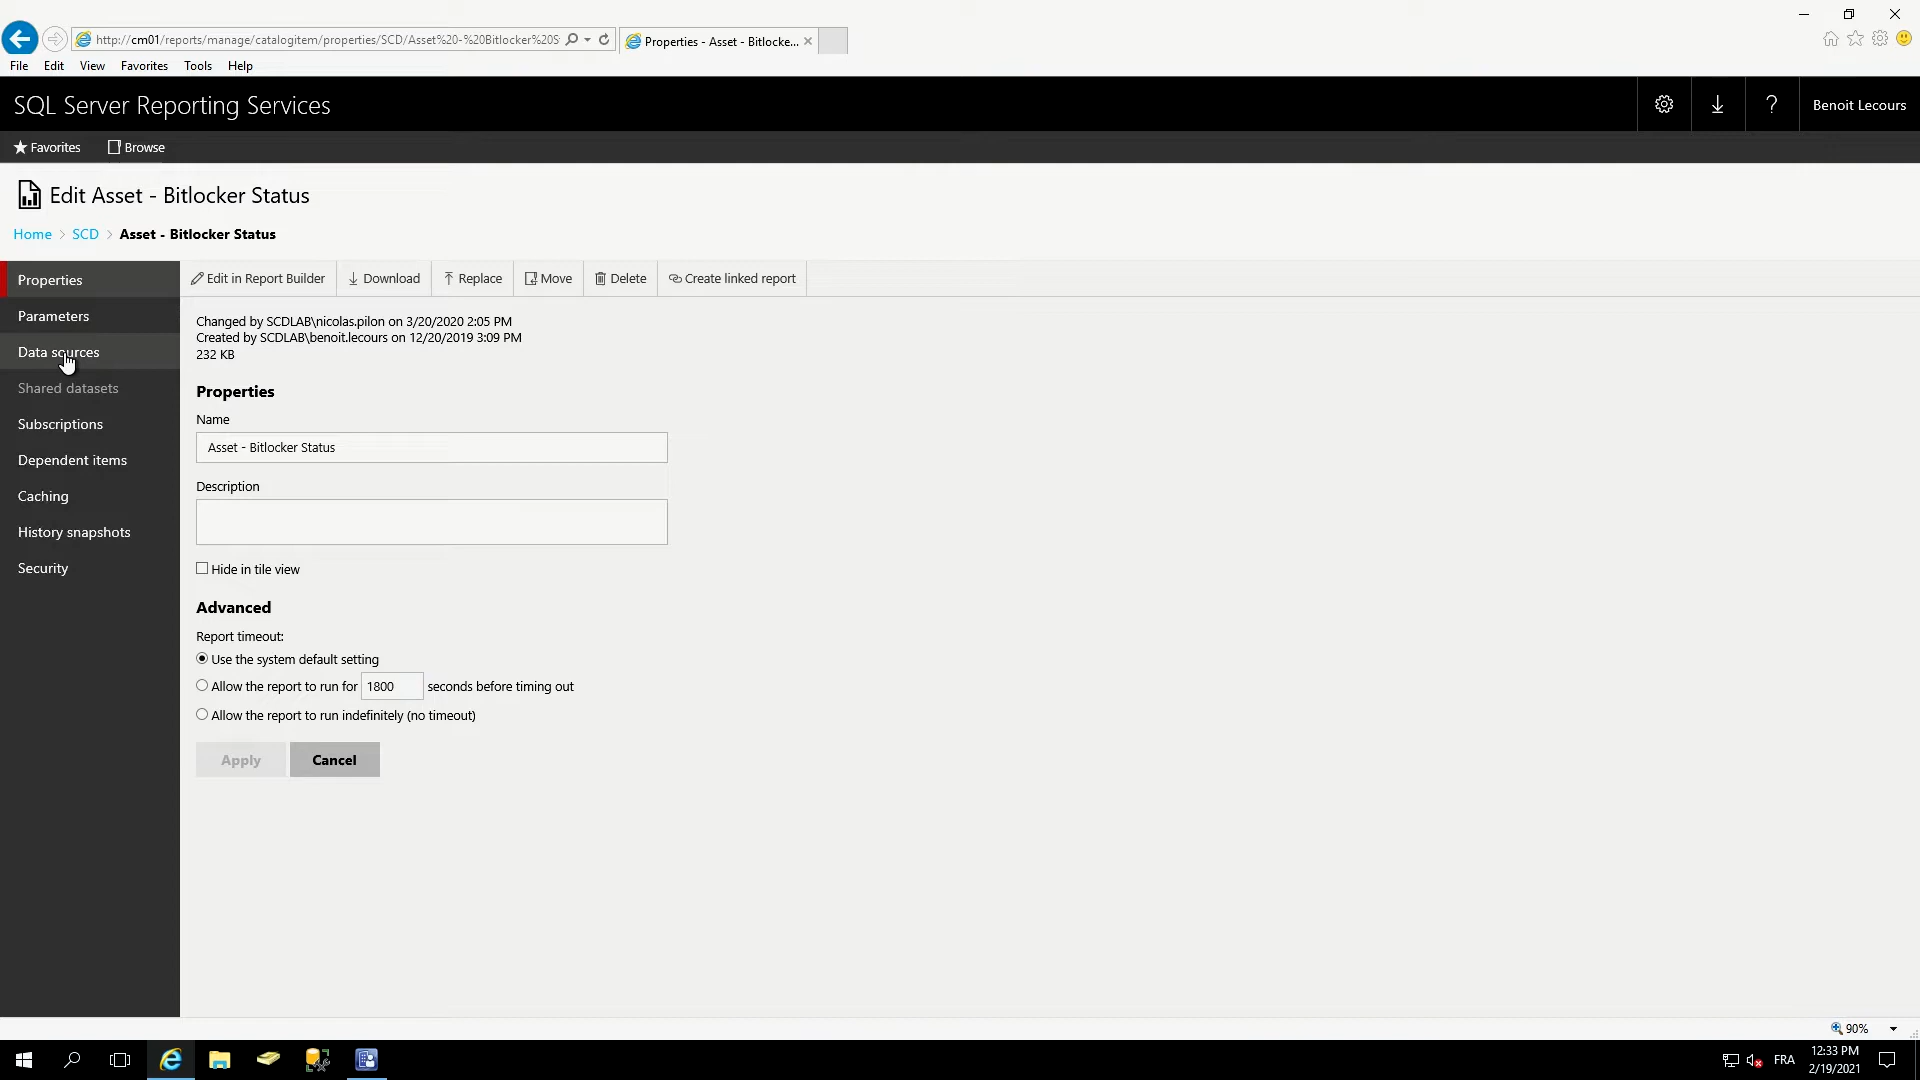 http://cm01/reports/manage/catalogitem/properties/SCD/Asset%20-%20Bitlocker%20S
Properties - Asset - Bitlocke...
File Edit View Favorites Tools Help
SQL Server Reporting Services
?
Benoit Lecours
Favorites Browse
Edit Asset - Bitlocker Status
Home > SCD > Asset - Bitlocker Status
Properties
Parameters
Data sources
Shared datasets
Subscriptions
Dependent items
Caching
History snapshots
Security
Edit in Report Builder Download Replace Move Delete Create linked report
Changed by SCDLAB\nicolas.pilon on 3/20/2020 2:05 PM
Created by SCDLAB\benoit.lecours on 12/20/2019 3:09 PM
232 KB
Properties
Name
Asset - Bitlocker Status
Description
Hide in tile view
Advanced
Report timeout:
Use the system default setting
Allow the report to run for 1800 seconds before timing out
Allow the report to run indefinitely (no timeout)
Apply Cancel
90%
FRA
12:33 PM
2/19/2021